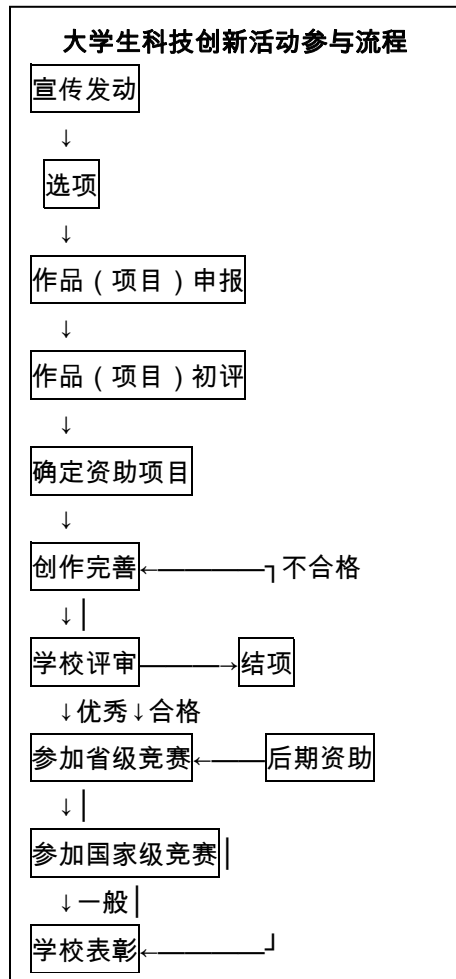 大学生科技创新活动参与流程
宣传发动
↓
选项
↓
作品（项目）申报
↓
作品（项目）初评
↓
确定资助项目
↓
创作完善←————┐不合格
↓│
学校评审————→结项
↓优秀↓合格
参加省级竞赛←———后期资助
↓│
参加国家级竞赛│
↓一般│
学校表彰←————┘